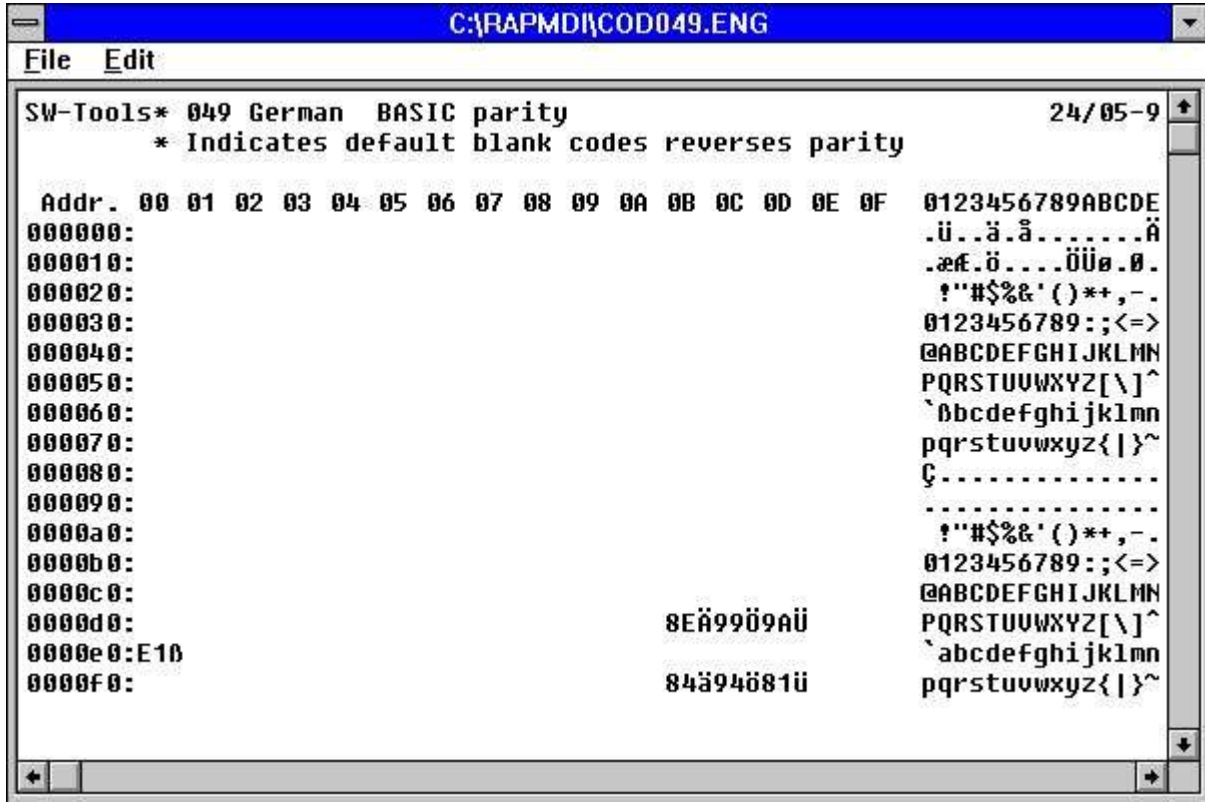 C:\RAPMDI\COD049.ENG
File Edit
SW-Tools* 049 German BASIC parity 24/05-9
* Indicates default blank codes reverses parity
Addr. 00 01 02 03 04 05 06 07 08 09 0A 0B 0C 0D 0E 0F 0123456789ABCDE
000000: .ü..ä.å.......Ä
000010: .æÆ.ö....ÖÜø.Ø.
000020: !"#$%&'()*+,-.
000030: 0123456789:;<=>
000040: @ABCDEFGHIJKLMN
000050: PQRSTUVWXYZ[\]^
000060: `ßbcdefghijklmn
000070: pqrstuvwxyz{|}~
000080: Ç..............
000090: ...............
0000a0: !"#$%&'()*+,-.
0000b0: 0123456789:;<=>
0000c0: @ABCDEFGHIJKLMN
0000d0: 8EÄ99Ö9AÜ PQRSTUVWXYZ[\]^
0000e0:E1ß `abcdefghijklmn
0000f0: 84ä94ö81ü pqrstuvwxyz{|}~